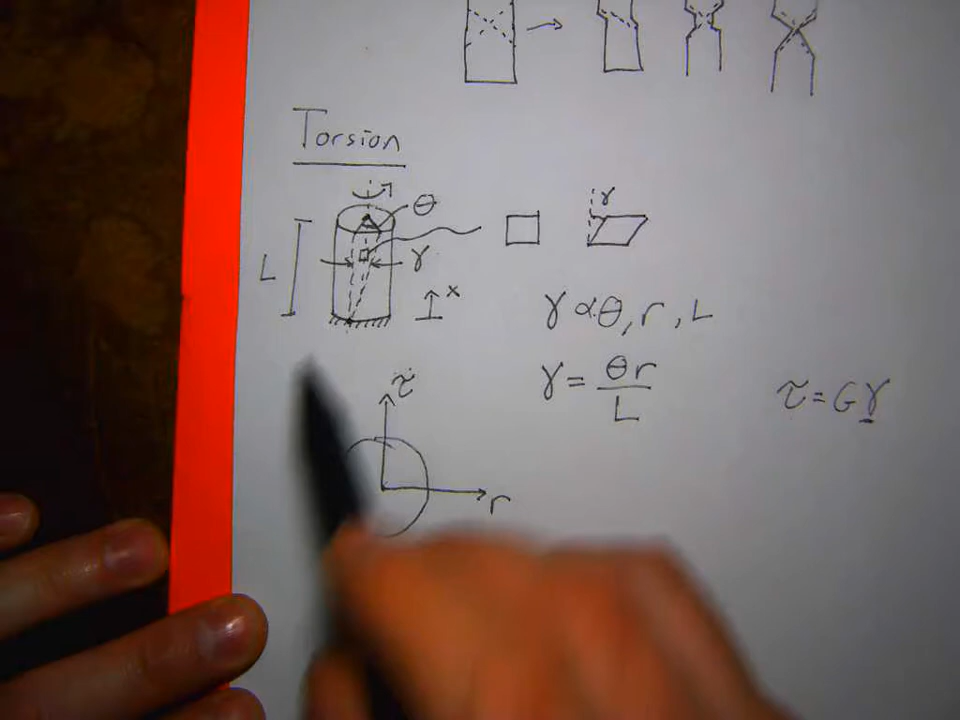 Torsion
θ
L
γ
γ
x
γ ∝ θ, r, L
γ = θr / L
τ = Gγ
τ
r